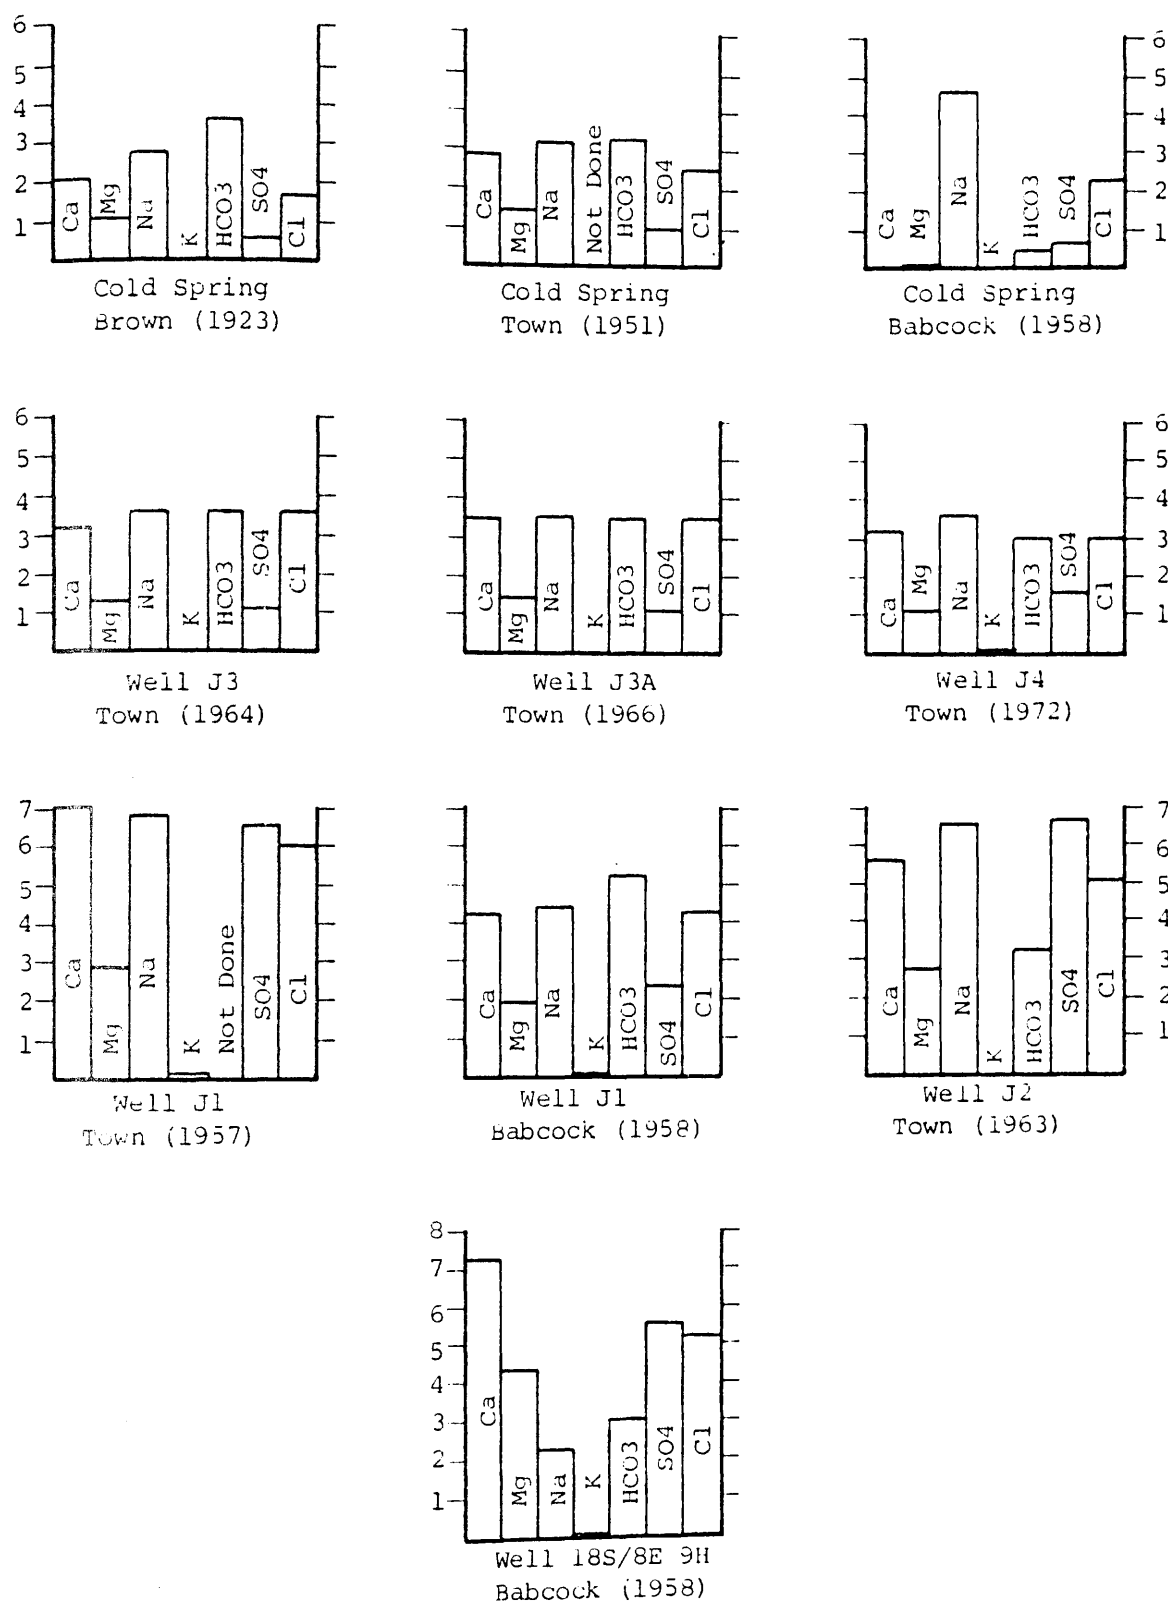 6
5
4
3
2
1
Ca
Mg
Na
K
HCO3
SO4
Cl
Cold Spring
Brown (1923)
Ca
Mg
Na
Not Done
HCO3
SO4
Cl
Cold Spring
Town (1951)
Ca
Mg
Na
K
HCO3
SO4
Cl
6
5
4
3
2
1
Cold Spring
Babcock (1958)
6
5
4
3
2
1
Ca
Mg
Na
K
HCO3
SO4
Cl
Well J3
Town (1964)
Ca
Mg
Na
K
HCO3
SO4
Cl
Well J3A
Town (1966)
Ca
Mg
Na
K
HCO3
SO4
Cl
6
5
4
3
2
1
Well J4
Town (1972)
7
6
5
4
3
2
1
Ca
Mg
Na
K
Not Done
SO4
Cl
Well J1
Town (1957)
Ca
Mg
Na
K
HCO3
SO4
Cl
Well J1
Babcock (1958)
Ca
Mg
Na
K
HCO3
SO4
Cl
7
6
5
4
3
2
1
Well J2
Town (1963)
8
7
6
5
4
3
2
1
Ca
Mg
Na
K
HCO3
SO4
Cl
Well 18S/8E 9H
Babcock (1958)